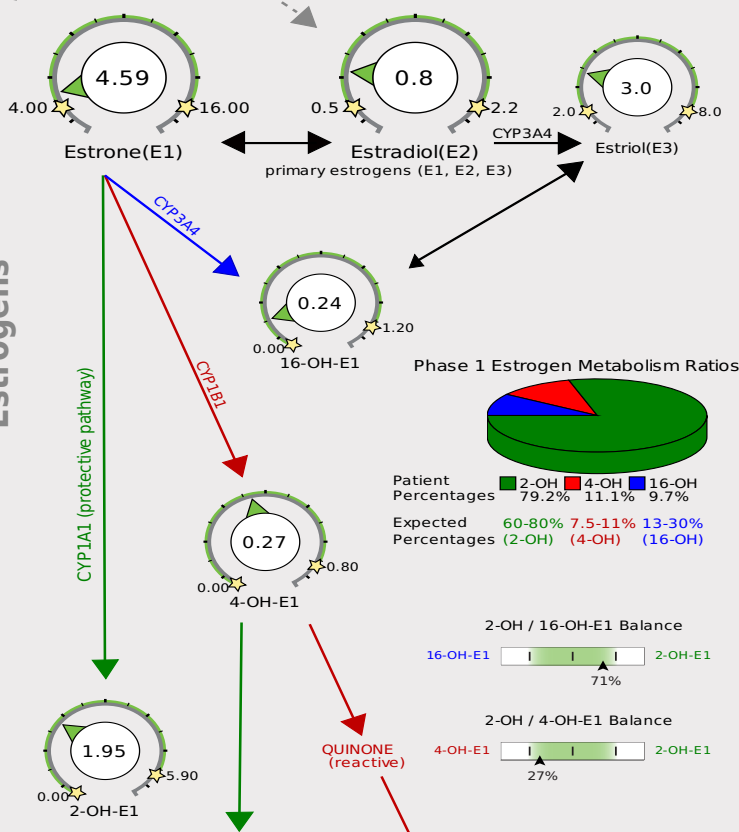 4.59
4.00
16.00
Estrone(E1)
0.8
0.5
2.2
Estradiol(E2)
primary estrogens (E1, E2, E3)
CYP3A4
3.0
2.0
8.0
Estriol(E3)
CYP3A4
0.24
0.00
1.20
16-OH-E1
Estrogens
CYP1A1 (protective pathway)
CYP1B1
Phase 1 Estrogen Metabolism Ratios
Patient Percentages
2-OH 79.2%
4-OH 11.1%
16-OH 9.7%
Expected Percentages
60-80% (2-OH)
7.5-11% (4-OH)
13-30% (16-OH)
0.27
0.00
0.80
4-OH-E1
2-OH / 16-OH-E1 Balance
16-OH-E1
2-OH-E1
71%
2-OH / 4-OH-E1 Balance
4-OH-E1
2-OH-E1
27%
QUINONE
(reactive)
1.95
0.00
5.90
2-OH-E1